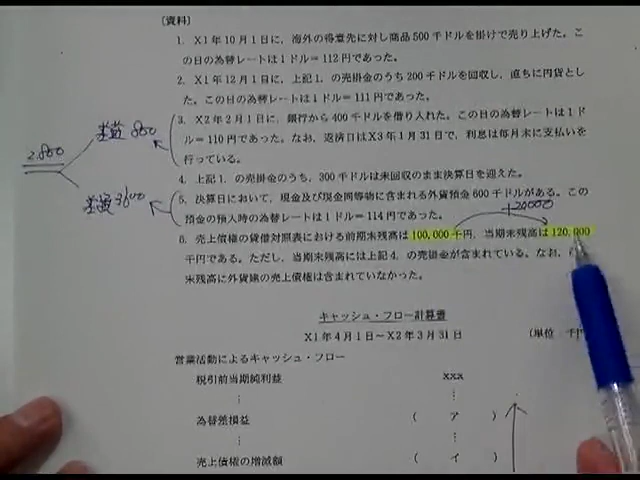 〔資料〕
1．X1年10月1日に，海外の得意先に対し商品500千ドルを掛けで売り上げた。こ
の日の為替レートは1ドル＝112円であった。
2．X1年12月1日に，上記1．の売掛金のうち200千ドルを回収し，直ちに円貨とし
た。この日の為替レートは1ドル＝111円であった。
3．X2年2月1日に，銀行から400千ドルを借り入れた。この日の為替レートは1ド
ル＝110円であった。なお，返済日はX3年1月31日で，利息は毎月末に支払いを
行っている。
差益 800
2,800
差益 3600
4．上記1．の売掛金のうち，300千ドルは未回収のまま決算日を迎えた。
5．決算日において，現金及び現金同等物に含まれる外貨預金600千ドルがある。この
預金の預入時の為替レートは1ドル＝114円であった。
+20000
6．売上債権の貸借対照表における前期末残高は100,000千円，当期末残高は120,000
千円である。ただし，当期末残高には上記4．の売掛金が含まれている。なお，
末残高に外貨建の売上債権は含まれていなかった。
キャッシュ・フロー計算書
X1年4月1日～X2年3月31日
（単位 千円
営業活動によるキャッシュ・フロー
税引前当期純利益 xxx
： ：
為替差損益 （ ア ）
： ：
売上債権の増減額 （ イ ）